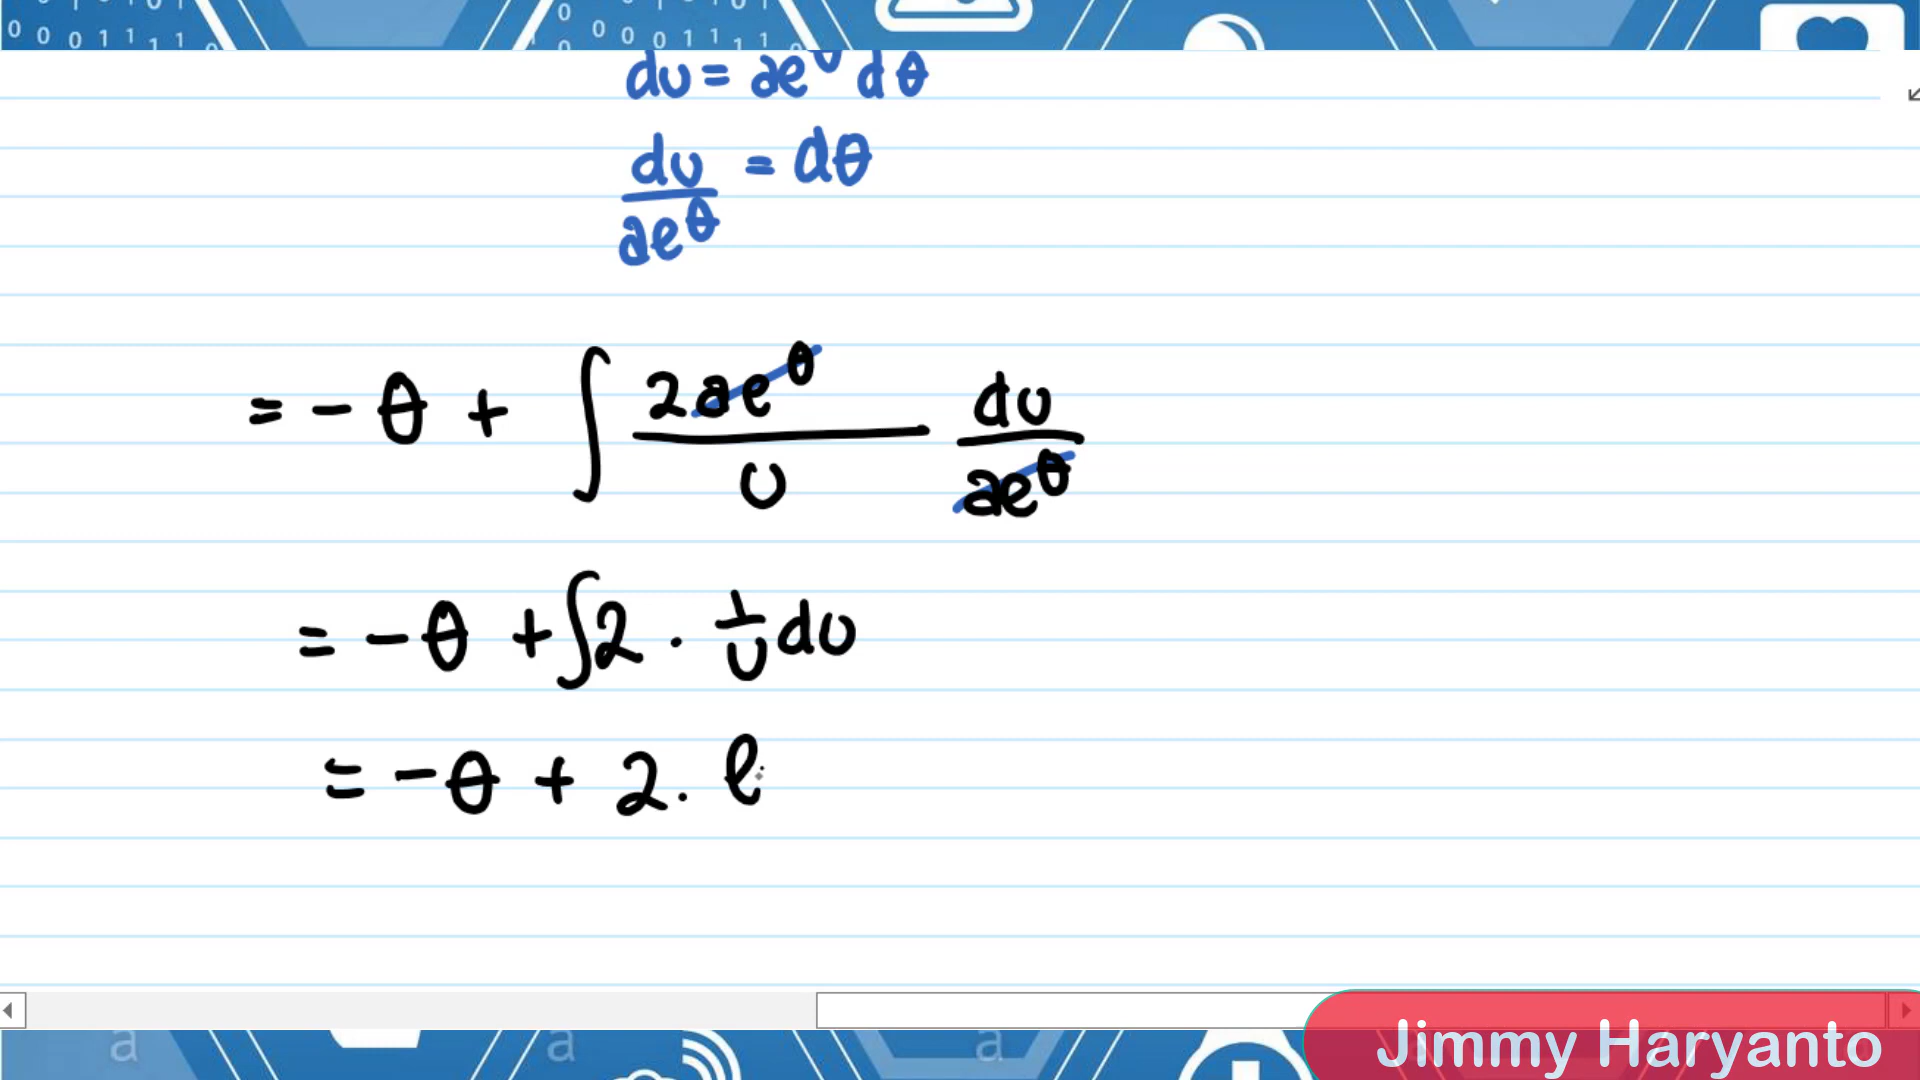 du = ae^θ dθ
du/ae^θ = dθ
= - θ + ∫ 2ae^θ/u du/ae^θ
= - θ + ∫2 · 1/u du
= - θ + 2 · l
Jimmy Haryanto